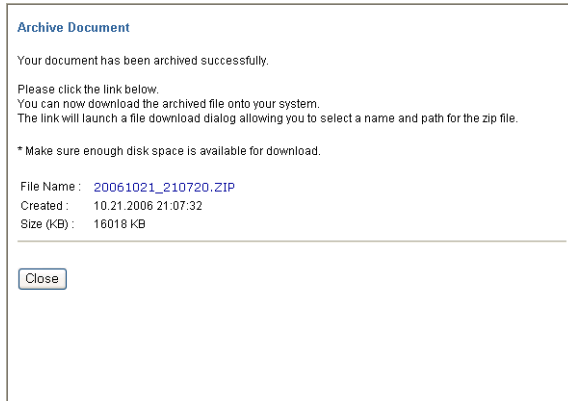 Archive Document
Your document has been archived successfully.
Please click the link below.
You can now download the archived file onto your system.
The link will launch a file download dialog allowing you to select a name and path for the zip file.
* Make sure enough disk space is available for download.
File Name : 20061021_210720.ZIP
Created : 10.21.2006 21:07:32
Size (KB) : 16018 KB
Close